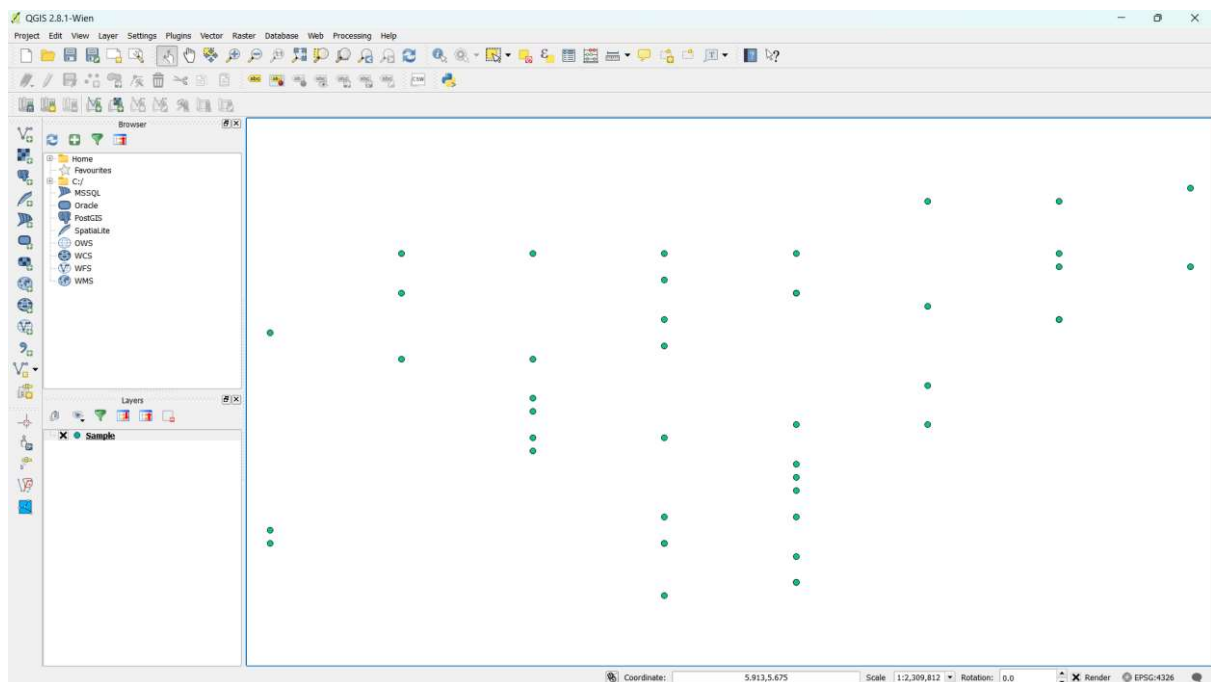 QGIS 2.8.1-Wien
Project Edit View Layer Settings Plugins Vector Raster Database Web Processing Help
CSW
Browser
Home
Favourites
C:/
MSSQL
Oracle
PostGIS
SpatiaLite
OWS
WCS
WFS
WMS
Layers
Sample
Coordinate: 5.913,5.675 Scale 1:2,309,812 Rotation: 0.0 Render EPSG:4326